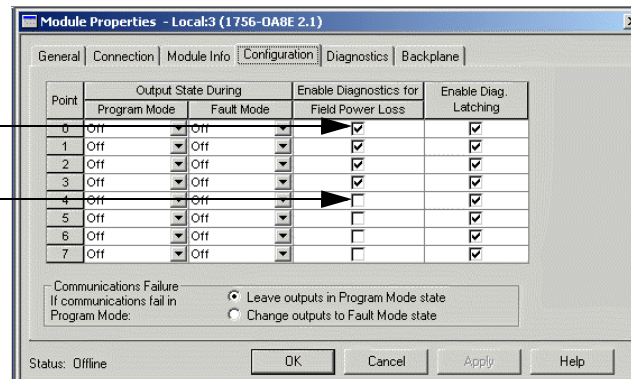 Module Properties - Local:3 (1756-OA8E 2.1)
General Connection Module Info Configuration Diagnostics Backplane
Point Output State During Enable Diagnostics for Enable Diag. Latching
Program Mode Fault Mode Field Power Loss
0 Off Off
1 Off Off
2 Off Off
3 Off Off
4 Off Off
5 Off Off
6 Off Off
7 Off Off
Communications Failure
If communications fail in Program Mode:
Leave outputs in Program Mode state
Change outputs to Fault Mode state
Status: Offline OK Cancel Apply Help